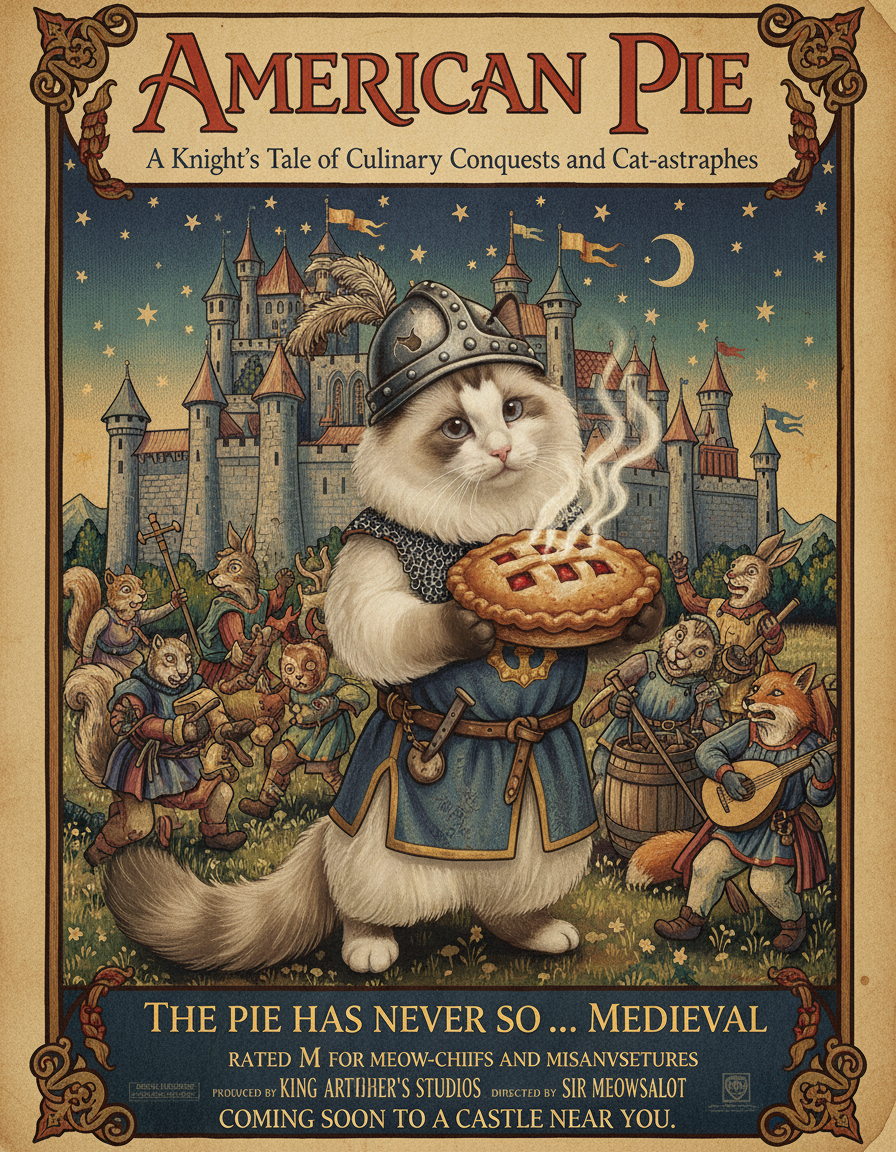 AMERICAN PIE
A Knight's Tale of Culinary Conquests and Cat-astraphes
THE PIE HAS NEVER SO... MEDIEVAL
RATED M FOR MEOW-CHIIFS AND MISANVSETURES
PRODUCED BY KING ARTIHER'S STUDIOS DIRECTED BY SIR MEOWSALOT
COMING SOON TO A CASTLE NEAR YOU.